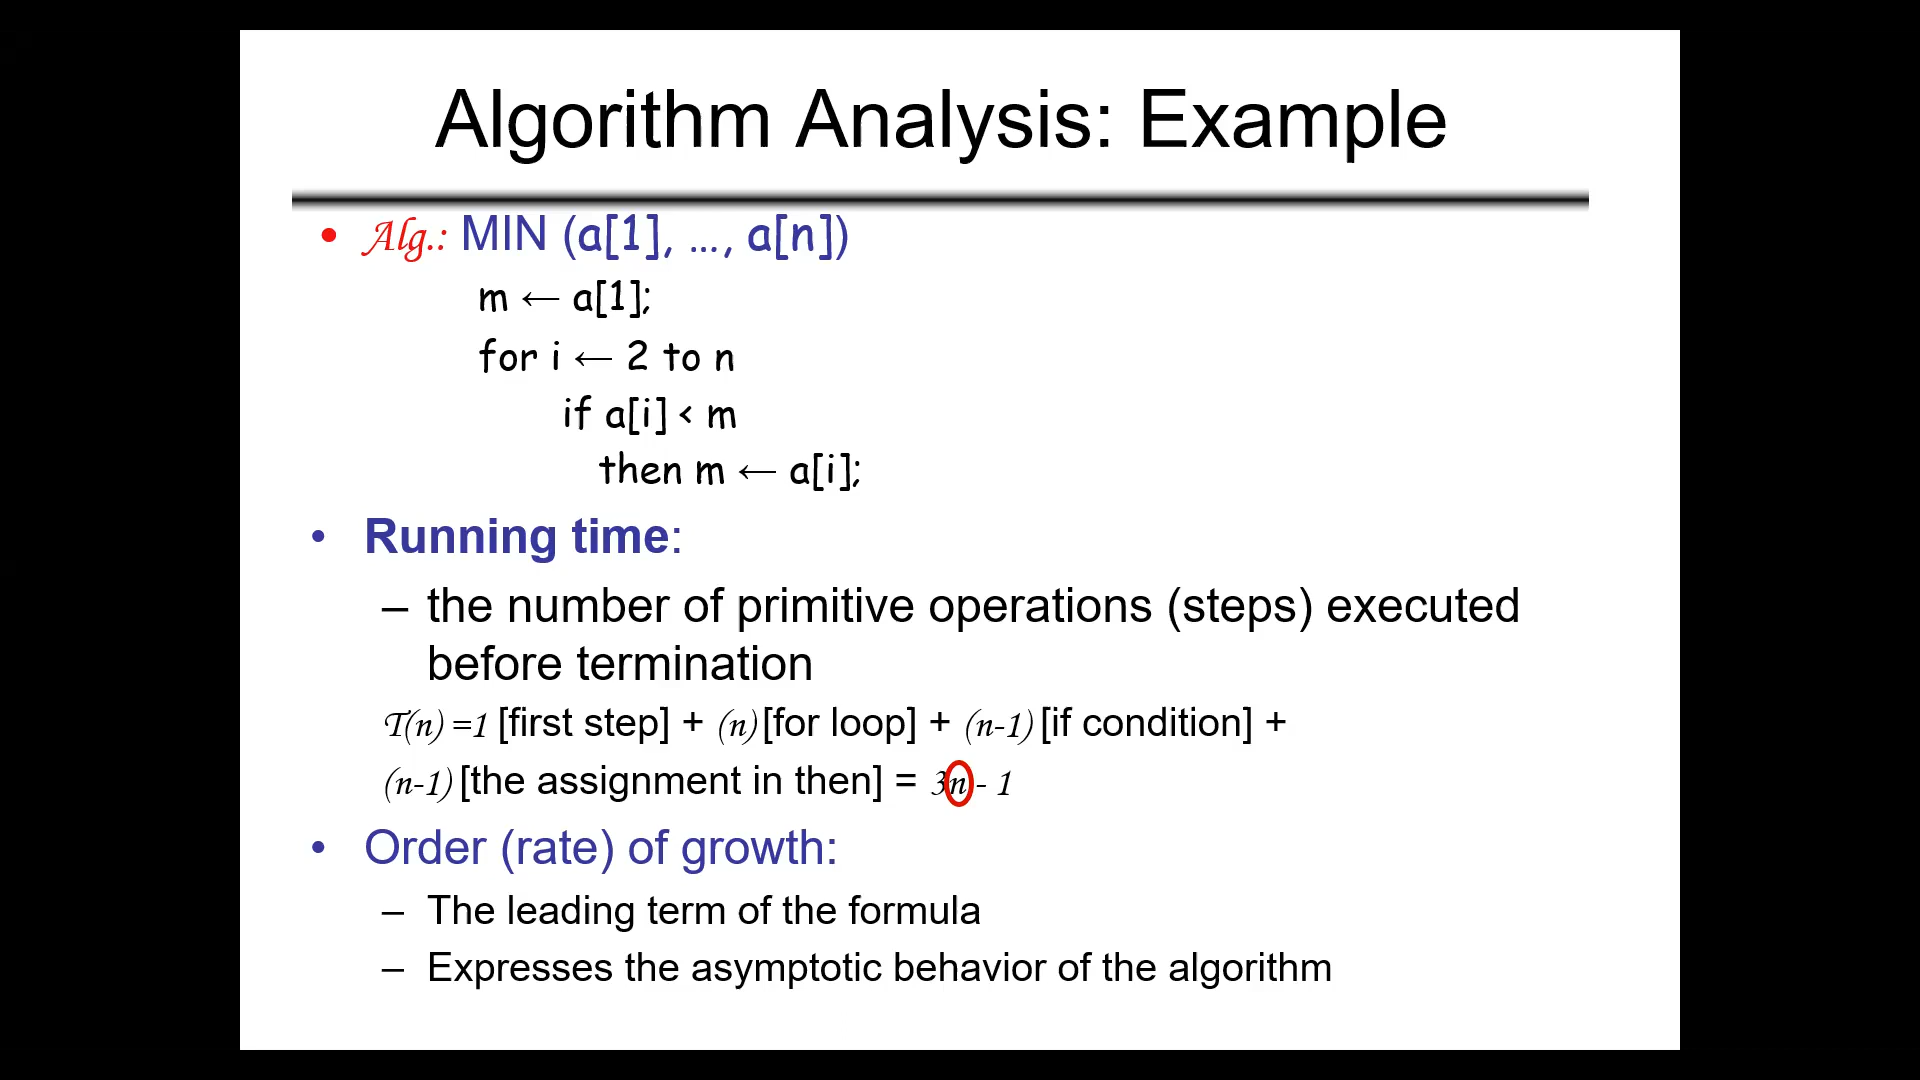 Algorithm Analysis: Example
• Alg.: MIN (a[1], …, a[n])
m ← a[1];
for i ← 2 to n
if a[i] < m
then m ← a[i];
• Running time:
– the number of primitive operations (steps) executed
before termination
T(n) =1 [first step] + (n) [for loop] + (n-1) [if condition] +
(n-1) [the assignment in then] = 3n - 1
• Order (rate) of growth:
– The leading term of the formula
– Expresses the asymptotic behavior of the algorithm